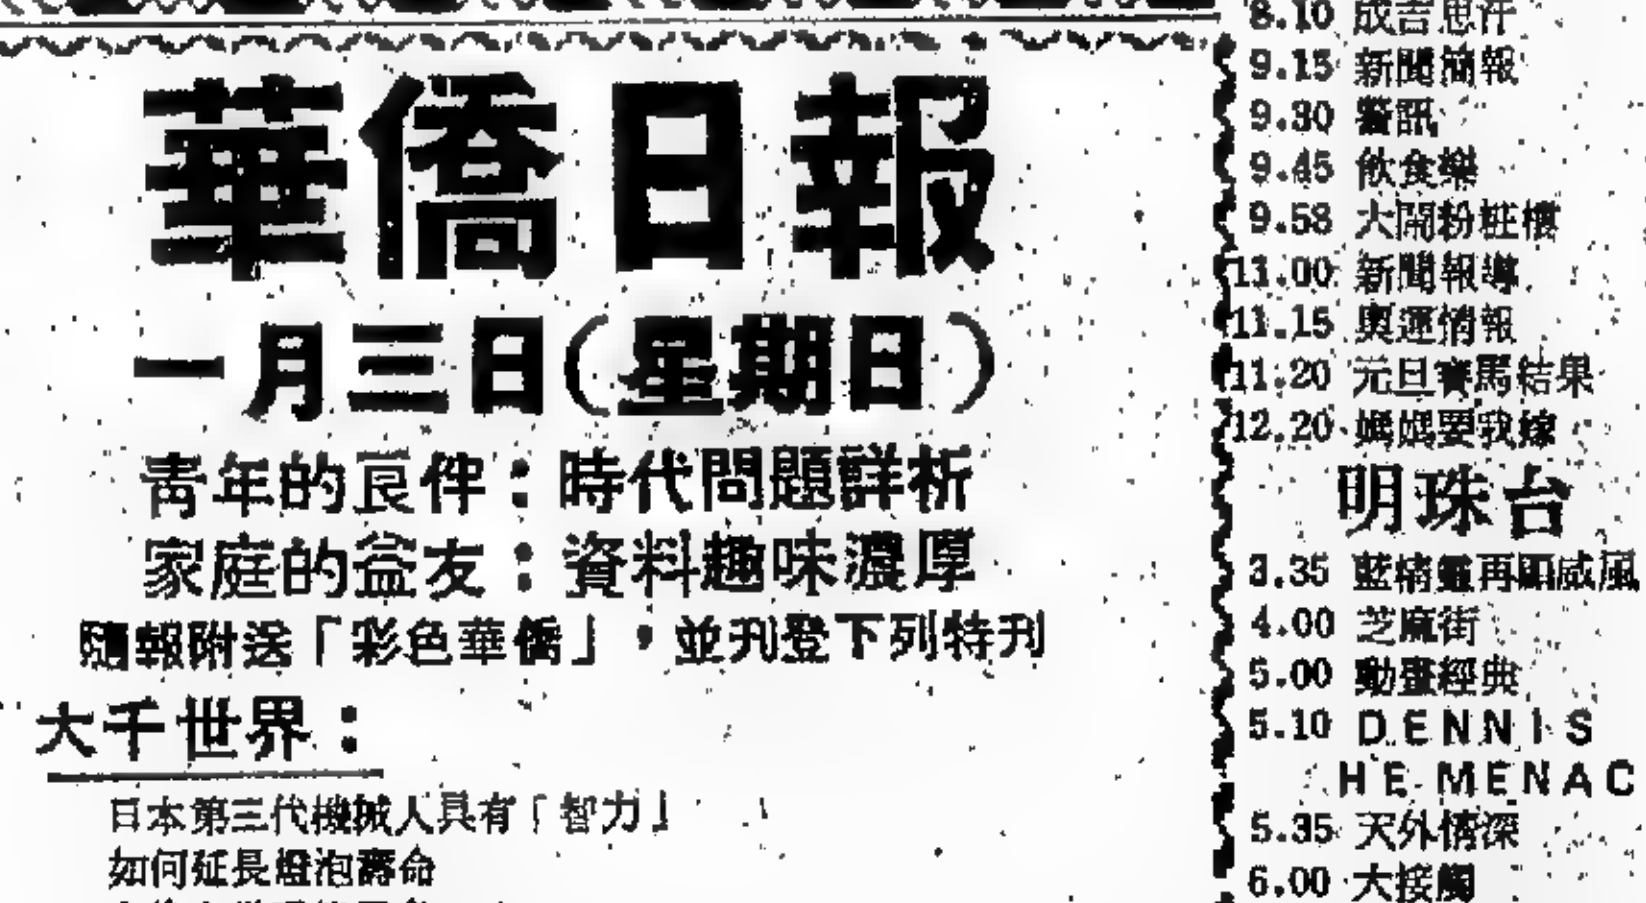 華僑日報
一月三日(星期日)
青年的良伴：時代問題詳析
家庭的益友：資料趣味濃厚
隨報附送「彩色華僑」，並刋登下列特刋
大千世界：
日本第三代機械人具有「智力」
如何延長燈泡壽命
8.10 成吉思汗
9.15 新聞簡報
9.30 警訊
9.45 飲食樂
9.58 大鬧粉粧樓
11.00 新聞報導
11.15 奧運情報
11.20 元旦賽馬結果
12.20 媽媽要我嫁
明珠台
3.35 藍精靈再顯威風
4.00 芝麻街
5.00 動畫經典
5.10 DENNIS
HE MENAC
5.35 天外情深
6.00 大接觸